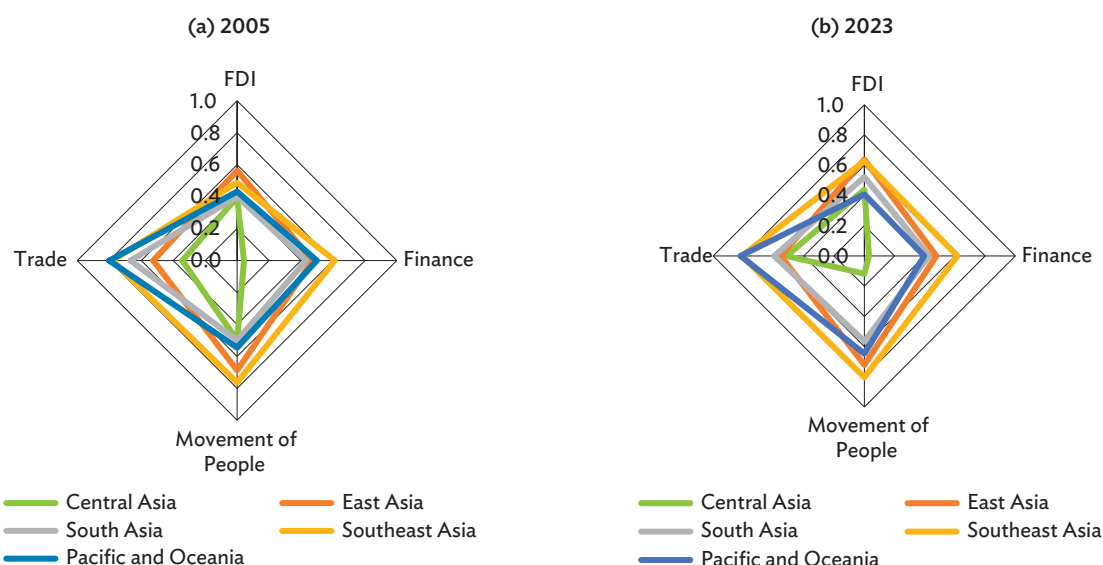 (a) 2005
FDI
1.0
0.8
0.6
0.4
0.2
0.0
Trade
Finance
Movement of
People
Central Asia
East Asia
South Asia
Southeast Asia
Pacific and Oceania
(b) 2023
FDI
1.0
0.8
0.6
0.4
0.2
0.0
Trade
Finance
Movement of
People
Central Asia
East Asia
South Asia
Southeast Asia
Pacific and Oceania